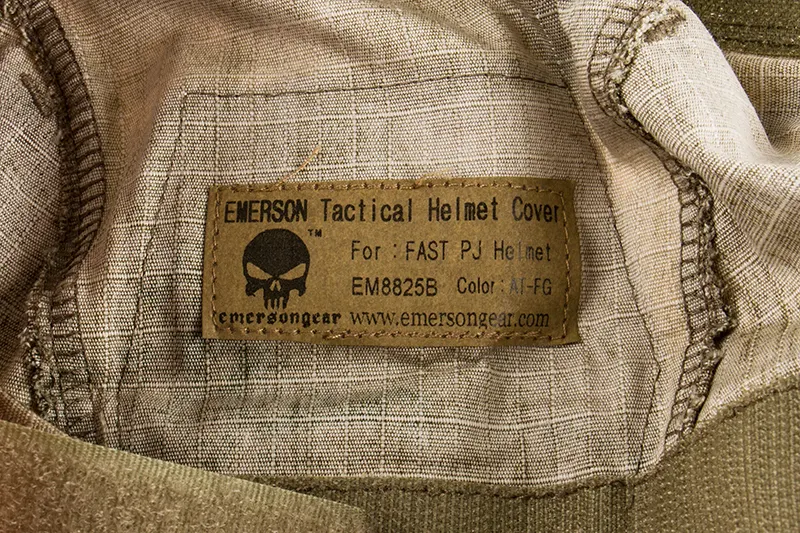 EMERSON Tactical Helmet Cover
TM
For : FAST PJ Helmet
EM8825B Color: AT-FG
emersongear www.emersongear.com